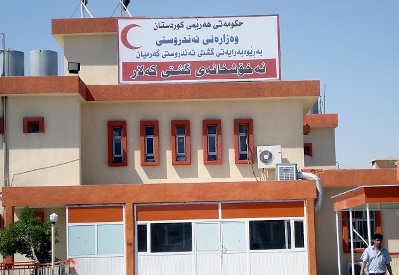 حکومەتی هەرێمی کوردستان
وەزارەتی تەندروستی
بەڕێوەبەرایەتی گشتی تەندروستی گەرمیان
نەخۆشخانەی گشتی کەلار